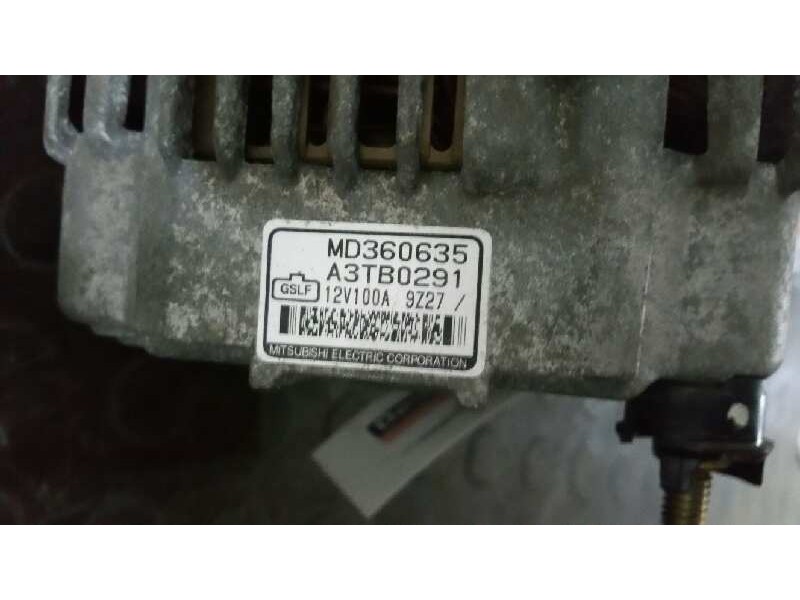 MD360635
A3TB0291
GSLF 12V100A 9Z27 /
MITSUBISHI ELECTRIC CORPORATION